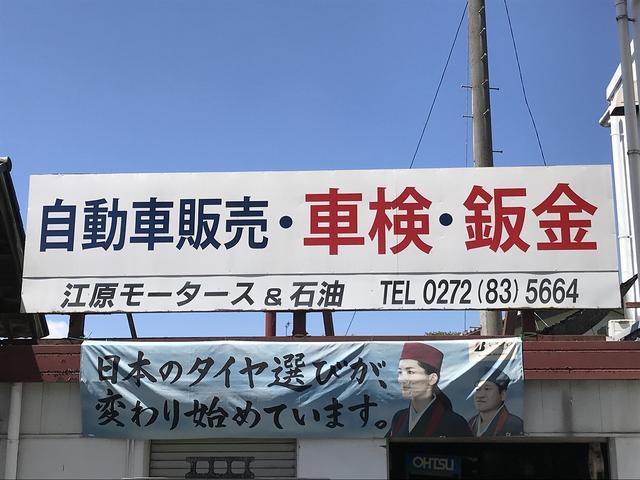 自動車販売・車検・鈑金
江原モータース＆石油 TEL 0272(83)5664
日本のタイヤ選びが、
変わり始めています。
OHTSU